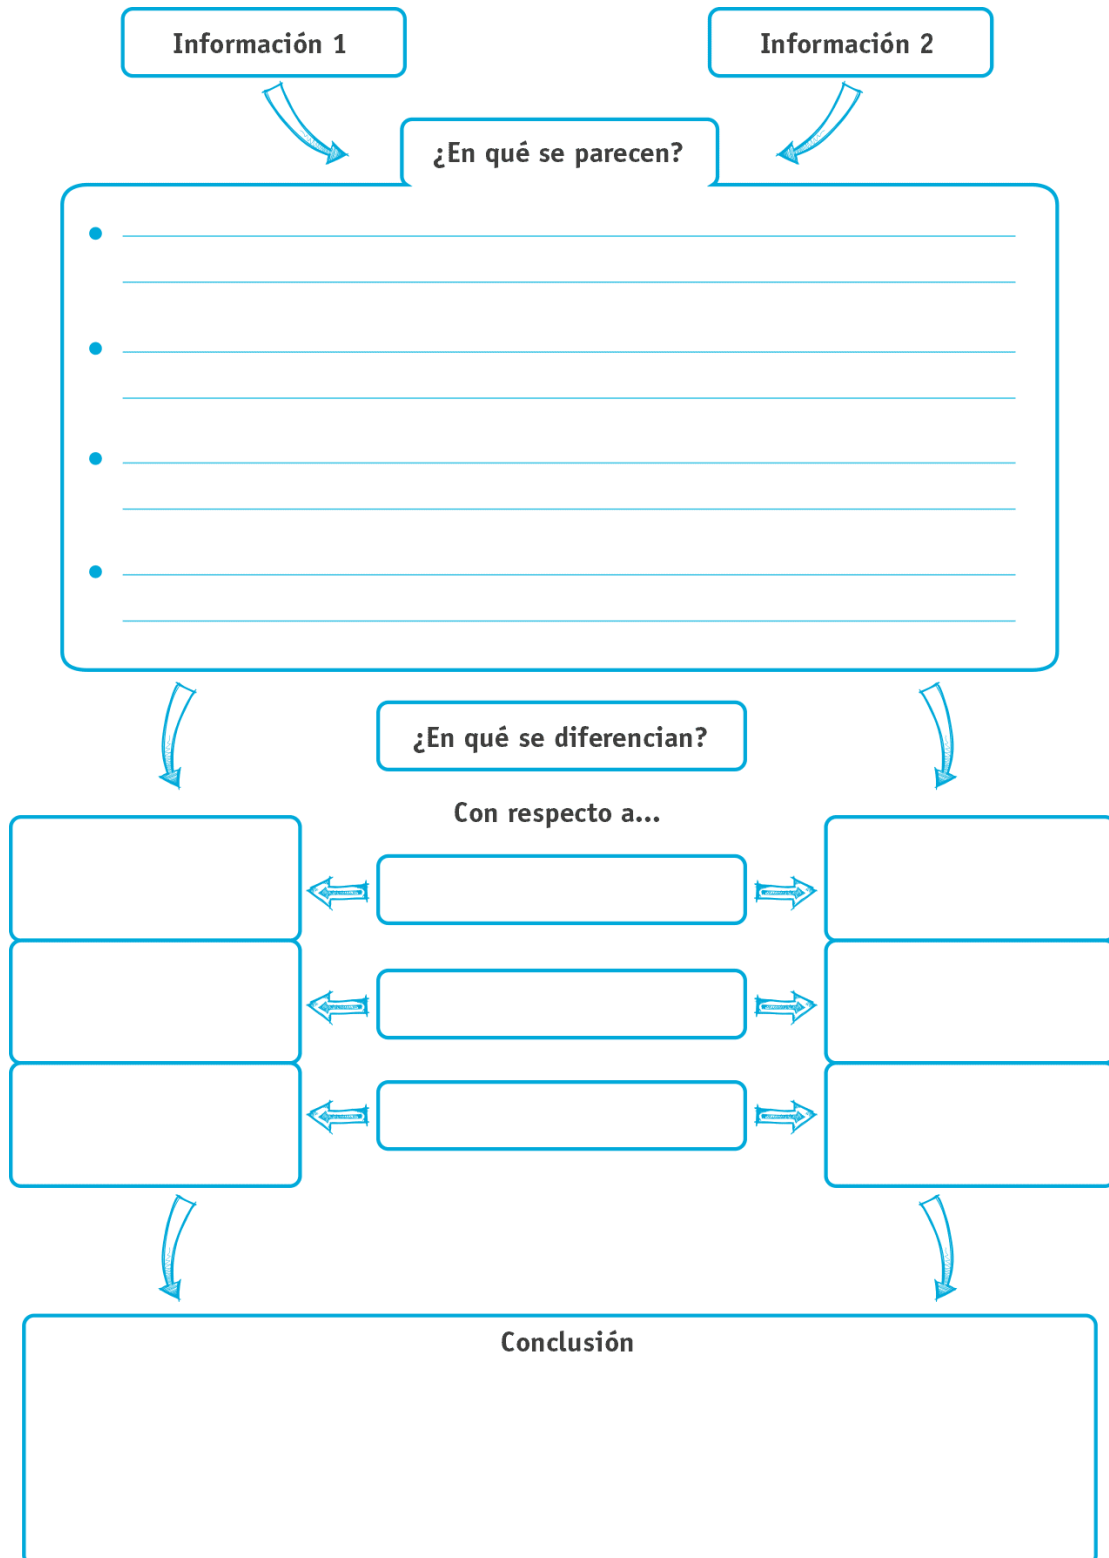 Información 1
Información 2
¿En qué se parecen?
¿En qué se diferencian?
Con respecto a...
Conclusión